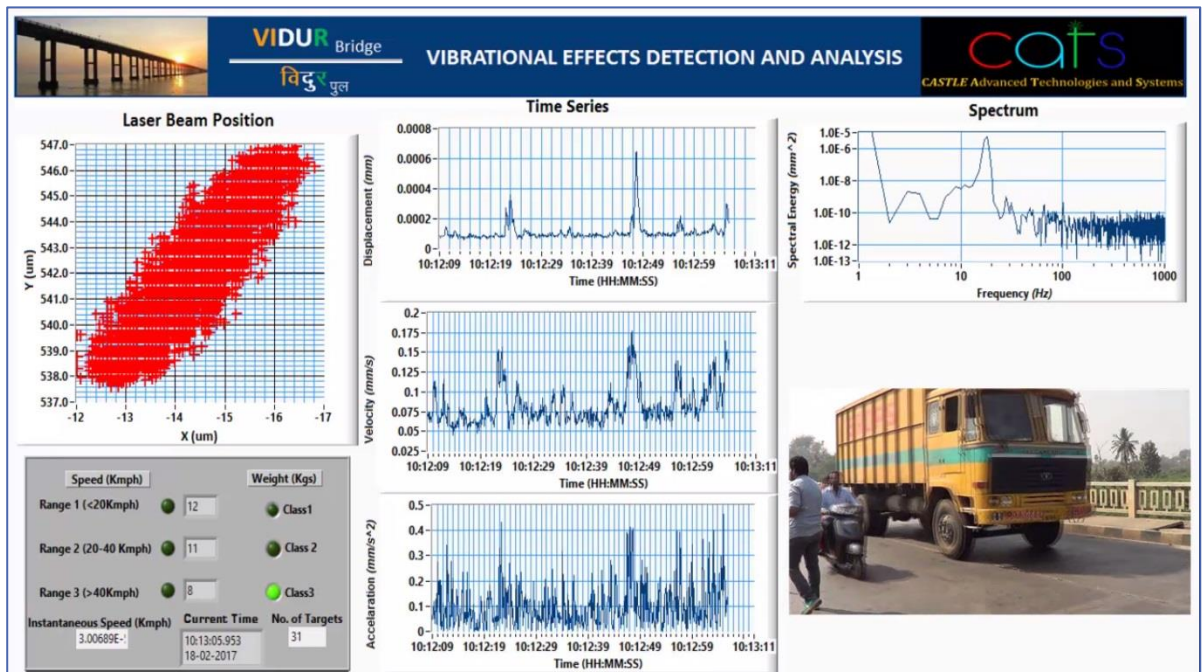 VIDUR Bridge
विदुर पुल
VIBRATIONAL EFFECTS DETECTION AND ANALYSIS
cats
CASTLE Advanced Technologies and Systems
Laser Beam Position
547.0
546.0
545.0
544.0
543.0
542.0
541.0
540.0
539.0
538.0
537.0
Y (um)
-12 -13 -14 -15 -16 -17
X (um)
Time Series
0.0008
0.0006
0.0004
0.0002
0
Displacement (mm)
10:12:09 10:12:19 10:12:29 10:12:39 10:12:49 10:12:59 10:13:11
Time (HH:MM:SS)
0.2
0.175
0.15
0.125
0.1
0.075
0.05
0.025
Velocity (mm/s)
10:12:09 10:12:19 10:12:29 10:12:39 10:12:49 10:12:59 10:13:11
Time (HH:MM:SS)
0.5
0.4
0.3
0.2
0.1
0
Accelaration (mm/s^2)
10:12:09 10:12:19 10:12:29 10:12:39 10:12:49 10:12:59 10:13:11
Time (HH:MM:SS)
Spectrum
1.0E-5
1.0E-6
1.0E-8
1.0E-10
1.0E-12
1.0E-13
Spectral Energy (mm^2)
1 10 100 1000
Frequency (Hz)
Speed (Kmph) Weight (Kgs)
Range 1 (<20Kmph) 12 Class1
Range 2 (20-40 Kmph) 11 Class 2
Range 3 (>40Kmph) 8 Class3
Instantaneous Speed (Kmph) Current Time No. of Targets
3.00689E- 10:13:05.953 31
18-02-2017